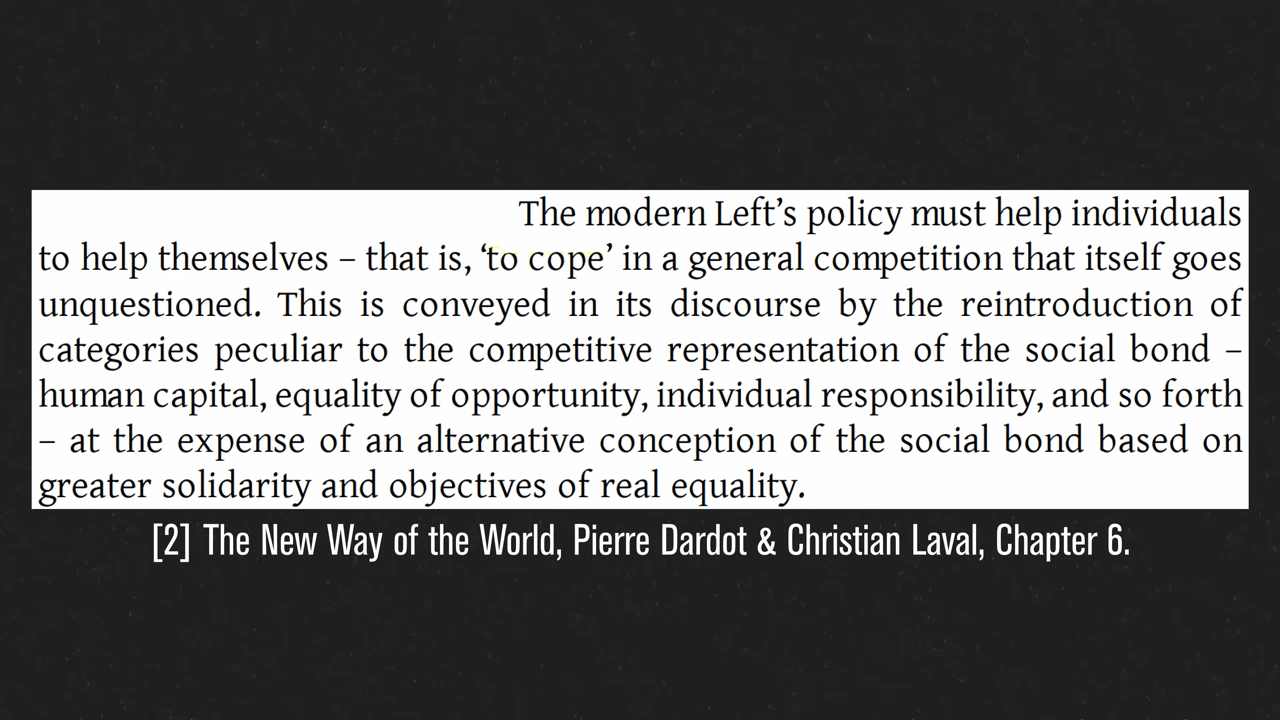 The modern Left’s policy must help individuals
to help themselves – that is, ‘to cope’ in a general competition that itself goes
unquestioned. This is conveyed in its discourse by the reintroduction of
categories peculiar to the competitive representation of the social bond –
human capital, equality of opportunity, individual responsibility, and so forth
– at the expense of an alternative conception of the social bond based on
greater solidarity and objectives of real equality.
[2] The New Way of the World, Pierre Dardot & Christian Laval, Chapter 6.